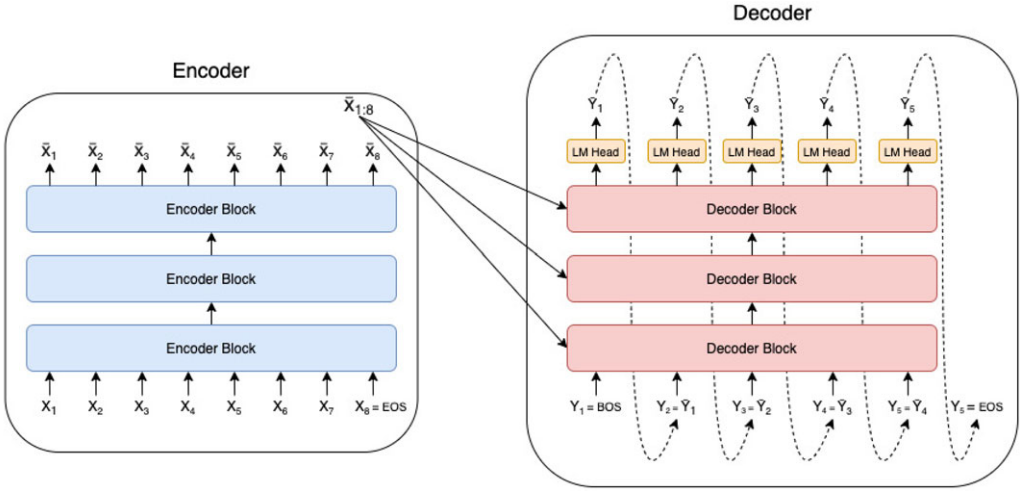 Encoder
X̄1:8
X̄1 X̄2 X̄3 X̄4 X̄5 X̄6 X̄7 X̄8
Encoder Block
Encoder Block
Encoder Block
X1 X2 X3 X4 X5 X6 X7 X8 = EOS
Decoder
Ȳ1 Ȳ2 Ȳ3 Ȳ4 Ȳ5
LM Head LM Head LM Head LM Head LM Head
Decoder Block
Decoder Block
Decoder Block
Y1 = BOS Y2 = Ȳ1 Y3 = Ȳ2 Y4 = Ȳ3 Y5 = Ȳ4 Y5 = EOS